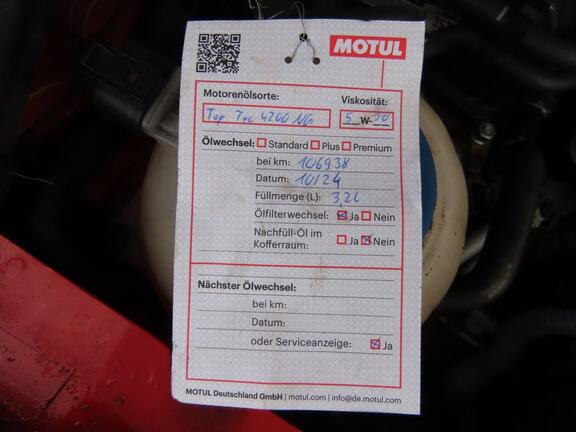 MOTUL
Motorenölsorte: Viskosität:
Top Tec 4200 NG 5 W-30
Ölwechsel: Standard Plus Premium
bei km: 106938
Datum: 10/24
Füllmenge (L): 3,2L
Ölfilterwechsel: Ja Nein
Nachfüll-Öl im
Kofferraum: Ja Nein
Nächster Ölwechsel:
bei km:
Datum:
oder Serviceanzeige: Ja
MOTUL Deutschland GmbH | motul.com | info@de.motul.com